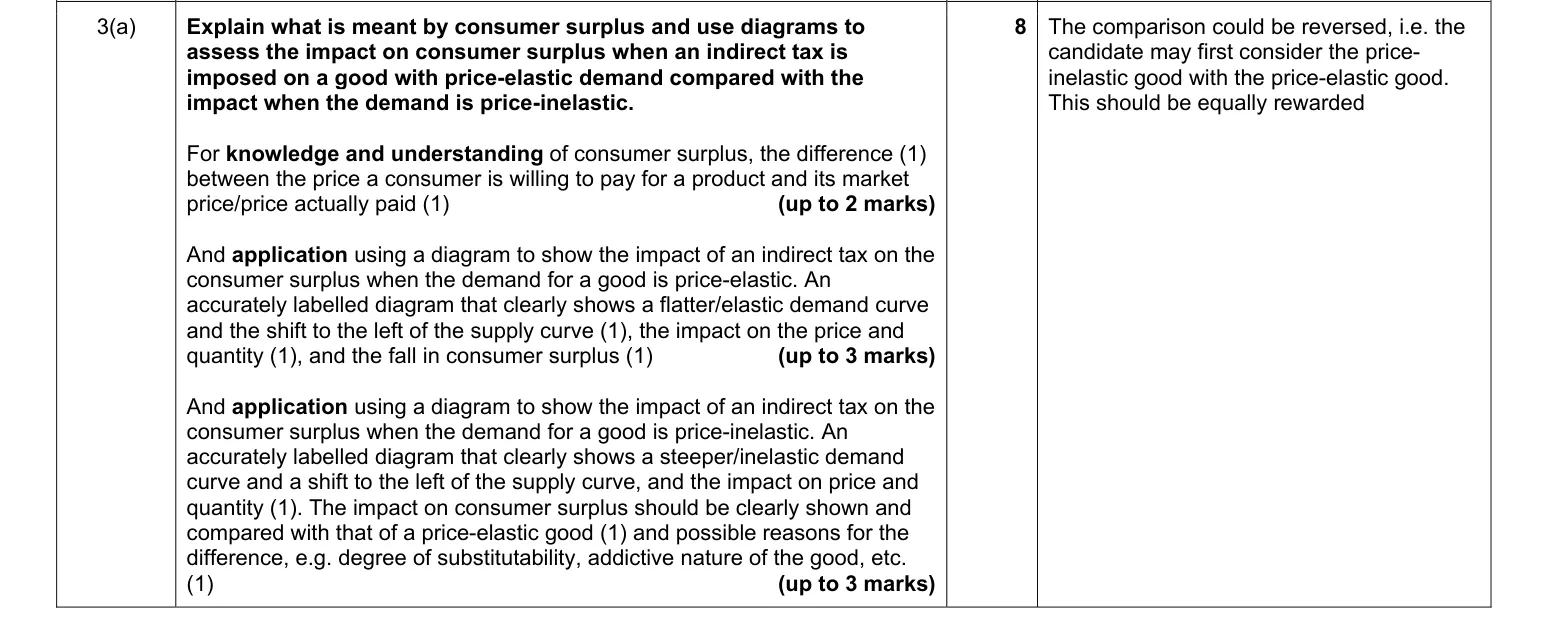 3(a)
Explain what is meant by consumer surplus and use diagrams to
assess the impact on consumer surplus when an indirect tax is
imposed on a good with price-elastic demand compared with the
impact when the demand is price-inelastic.
For knowledge and understanding of consumer surplus, the difference (1)
between the price a consumer is willing to pay for a product and its market
price/price actually paid (1) (up to 2 marks)
And application using a diagram to show the impact of an indirect tax on the
consumer surplus when the demand for a good is price-elastic. An
accurately labelled diagram that clearly shows a flatter/elastic demand curve
and the shift to the left of the supply curve (1), the impact on the price and
quantity (1), and the fall in consumer surplus (1) (up to 3 marks)
And application using a diagram to show the impact of an indirect tax on the
consumer surplus when the demand for a good is price-inelastic. An
accurately labelled diagram that clearly shows a steeper/inelastic demand
curve and a shift to the left of the supply curve, and the impact on price and
quantity (1). The impact on consumer surplus should be clearly shown and
compared with that of a price-elastic good (1) and possible reasons for the
difference, e.g. degree of substitutability, addictive nature of the good, etc.
(1) (up to 3 marks)
8
The comparison could be reversed, i.e. the
candidate may first consider the price-
inelastic good with the price-elastic good.
This should be equally rewarded